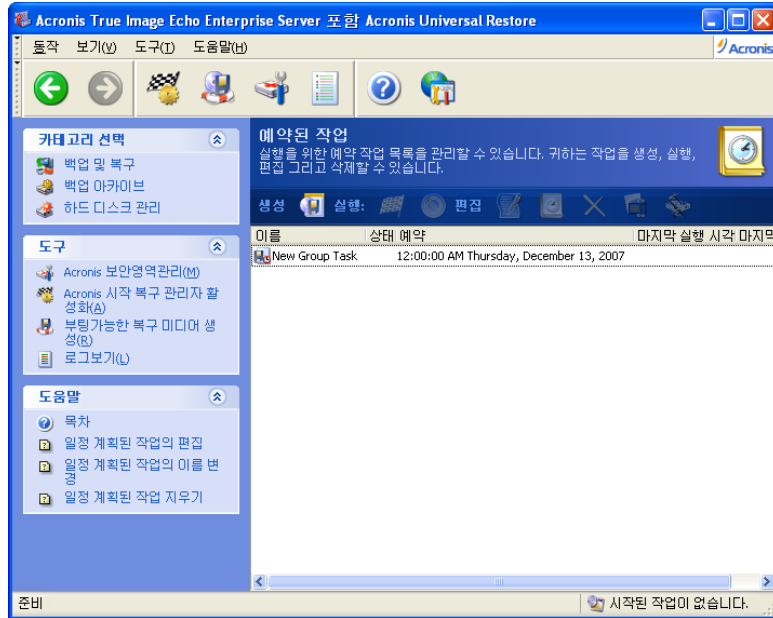 Acronis True Image Echo Enterprise Server 포함 Acronis Universal Restore
동작 보기(V) 도구(T) 도움말(H)
Acronis
카테고리 선택
백업 및 복구
백업 아카이브
하드 디스크 관리
도구
Acronis 보안영역관리(M)
Acronis 시작 복구 관리자 활
성화(A)
부팅가능한 복구 미디어 생
성(R)
로그보기(L)
도움말
목차
일정 계획된 작업의 편집
일정 계획된 작업의 이름 변
경
일정 계획된 작업 지우기
예약된 작업
실행을 위한 예약 작업 목록을 관리할 수 있습니다. 귀하는 작업을 생성, 실행,
편집 그리고 삭제할 수 있습니다.
생성 실행: 편집
이름 상태 예약 마지막 실행 시각 마지막
New Group Task 12:00:00 AM Thursday, December 13, 2007
준비 시작된 작업이 없습니다.